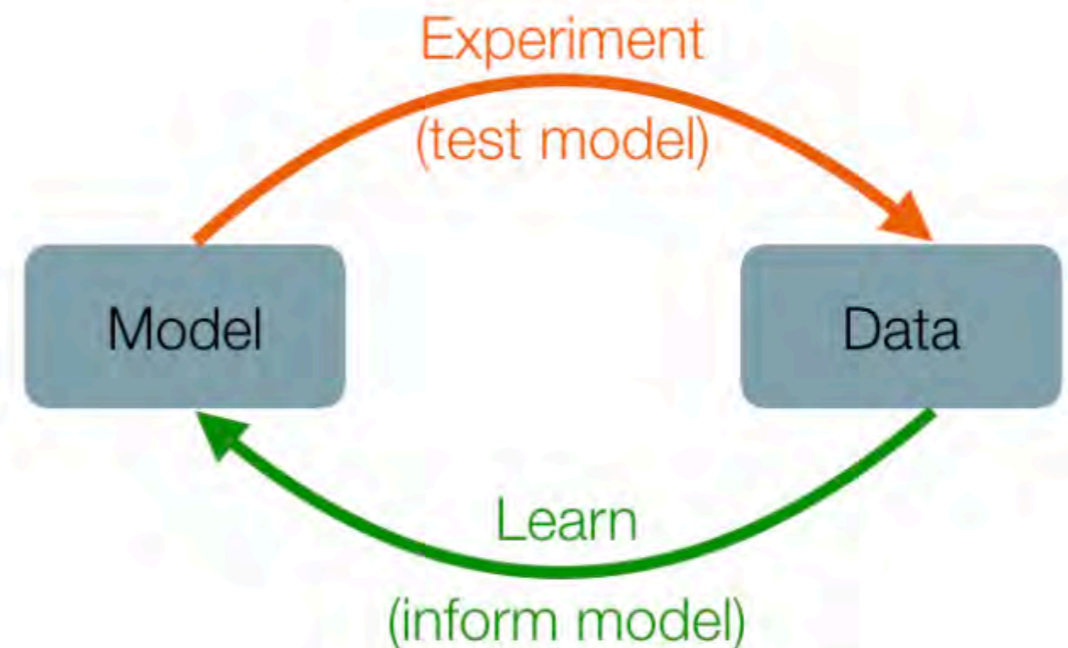 Experiment
(test model)
Model
Data
Learn
(inform model)